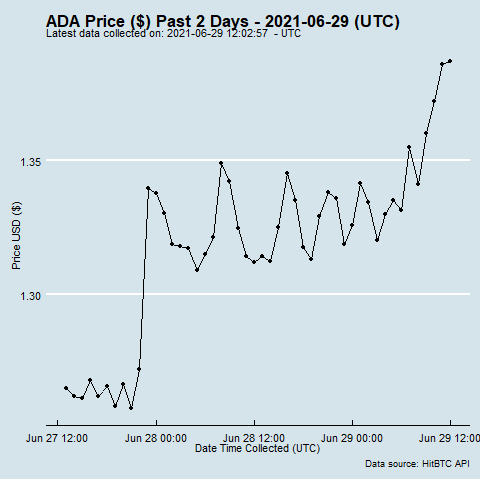 ADA Price ($) Past 2 Days - 2021-06-29 (UTC)
Latest data collected on: 2021-06-29 12:02:57 - UTC
1.35
Price USD ($)
1.30
Jun 27 12:00 Jun 28 00:00 Jun 28 12:00 Jun 29 00:00 Jun 29 12:00
Date Time Collected (UTC)
Data source: HitBTC API